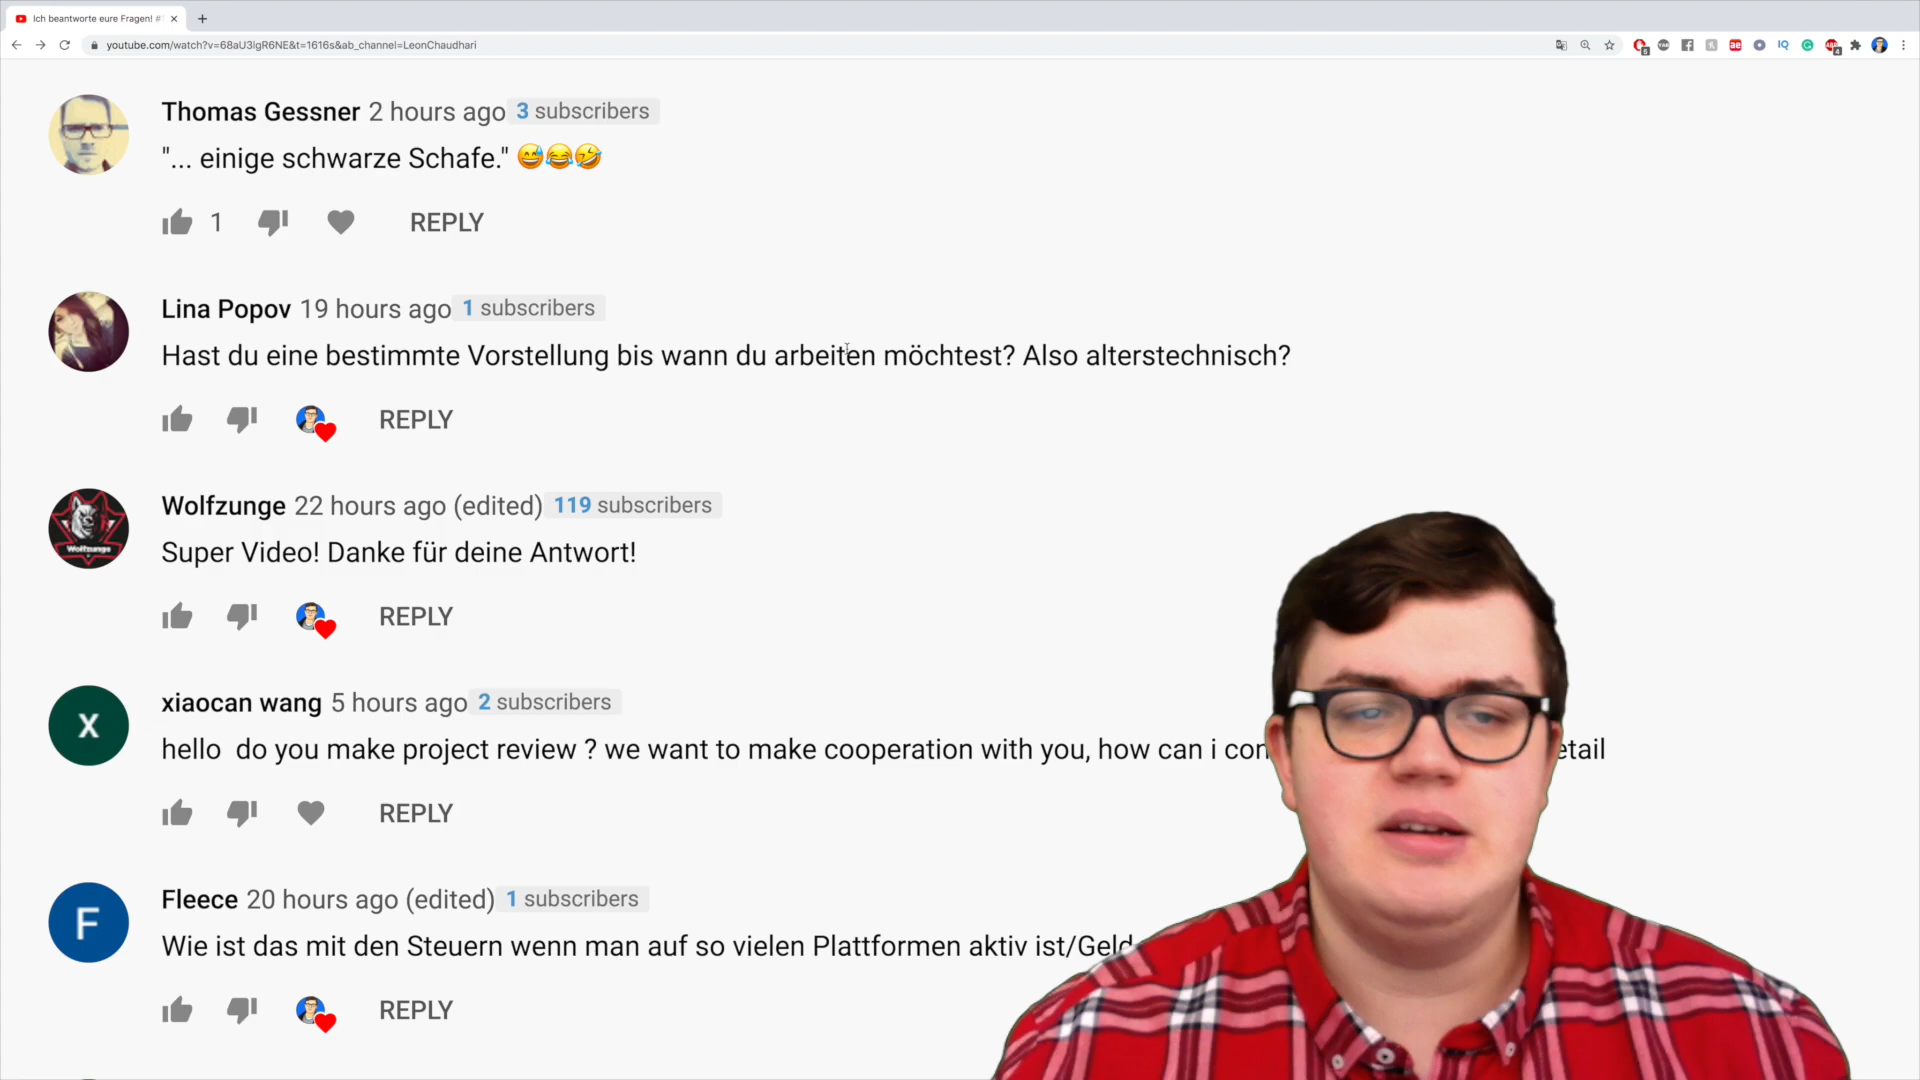 Ich beantworte eure Fragen! #
youtube.com/watch?v=68aU3lgR6NE&t=1616s&ab_channel=LeonChaudhari
Thomas Gessner 2 hours ago 3 subscribers
"... einige schwarze Schafe." 😅😂🤣
1 REPLY
Lina Popov 19 hours ago 1 subscribers
Hast du eine bestimmte Vorstellung bis wann du arbeiten möchtest? Also alterstechnisch?
REPLY
Wolfzunge 22 hours ago (edited) 119 subscribers
Super Video! Danke für deine Antwort!
REPLY
X xiaocan wang 5 hours ago 2 subscribers
hello do you make project review ? we want to make cooperation with you, how can i con etail
REPLY
F Fleece 20 hours ago (edited) 1 subscribers
Wie ist das mit den Steuern wenn man auf so vielen Plattformen aktiv ist/Geld
REPLY